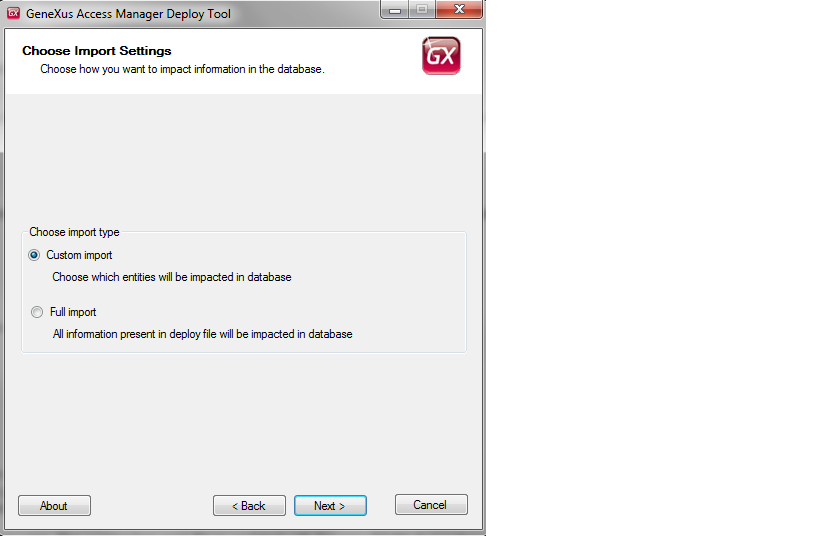 GX GeneXus Access Manager Deploy Tool
Choose Import Settings
Choose how you want to impact information in the database.
GX
Choose import type
Custom import
Choose which entities will be impacted in database
Full import
All information present in deploy file will be impacted in database
About
< Back
Next >
Cancel